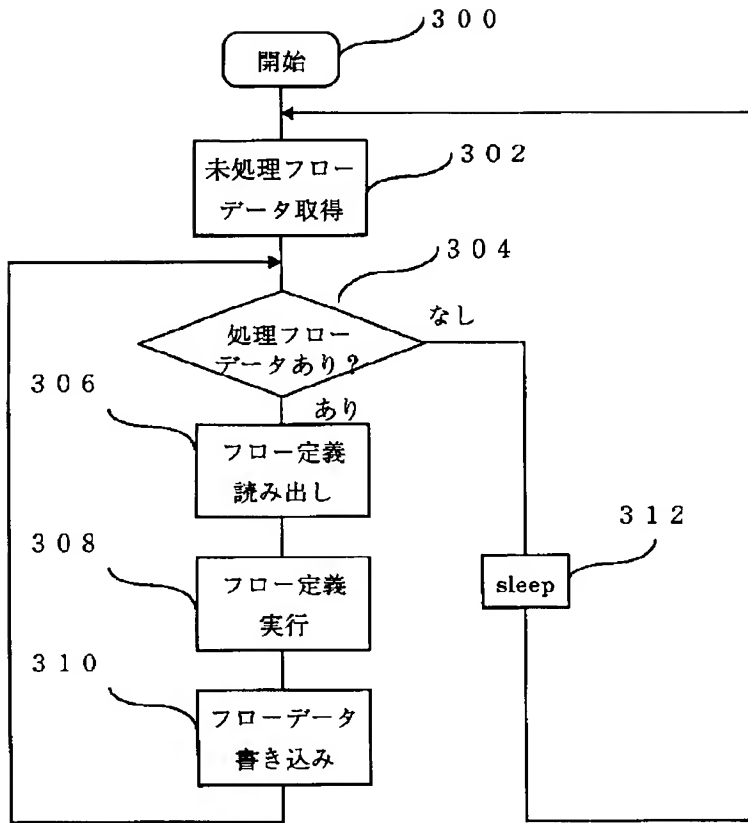 ３００
開始
３０２
未処理フロー
データ取得
３０４
処理フロー
データあり？
なし
３０６
あり
フロー定義
読み出し
３１２
sleep
３０８
フロー定義
実行
３１０
フローデータ
書き込み